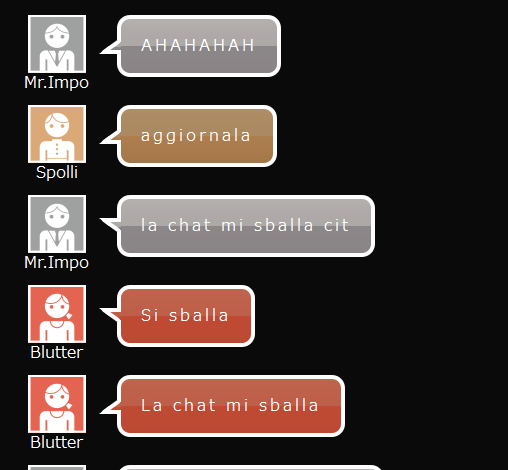 AHAHAHAH
Mr.Impo
aggiornala
Spolli
la chat mi sballa cit
Mr.Impo
Si sballa
Blutter
La chat mi sballa
Blutter